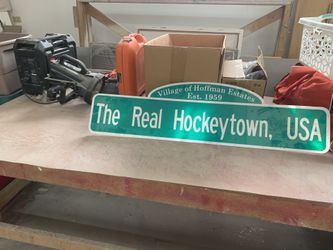 Village of Hoffman Estates
Est. 1959
The Real Hockeytown, USA